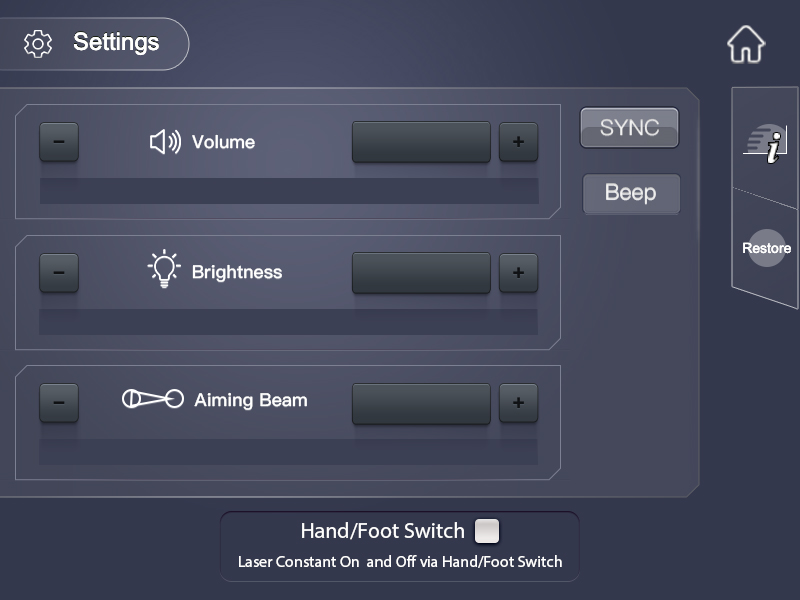 Settings
− Volume +
SYNC
Beep
i
− Brightness +
Restore
− Aiming Beam +
Hand/Foot Switch
Laser Constant On and Off via Hand/Foot Switch